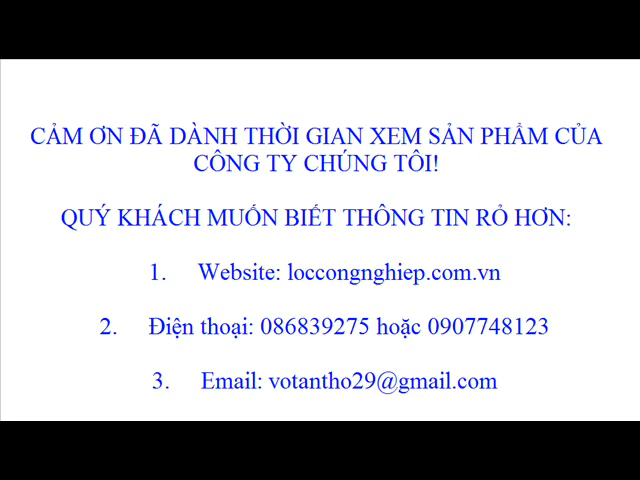 CẢM ƠN ĐÃ DÀNH THỜI GIAN XEM SẢN PHẨM CỦA
CÔNG TY CHÚNG TÔI!
QUÝ KHÁCH MUỐN BIẾT THÔNG TIN RỎ HƠN:
1. Website: loccongnghiep.com.vn
2. Điện thoại: 086839275 hoặc 0907748123
3. Email: votantho29@gmail.com